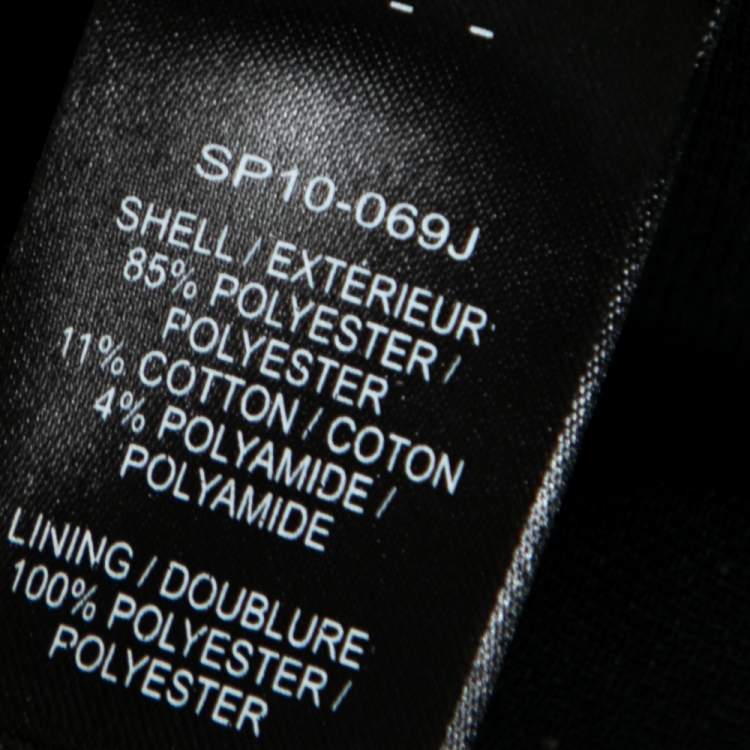 SP10-069J
SHELL / EXTÉRIEUR
85% POLYESTER /
POLYESTER
11% COTTON / COTON
4% POLYAMIDE /
POLYAMIDE
LINING / DOUBLURE
100% POLYESTER /
POLYESTER